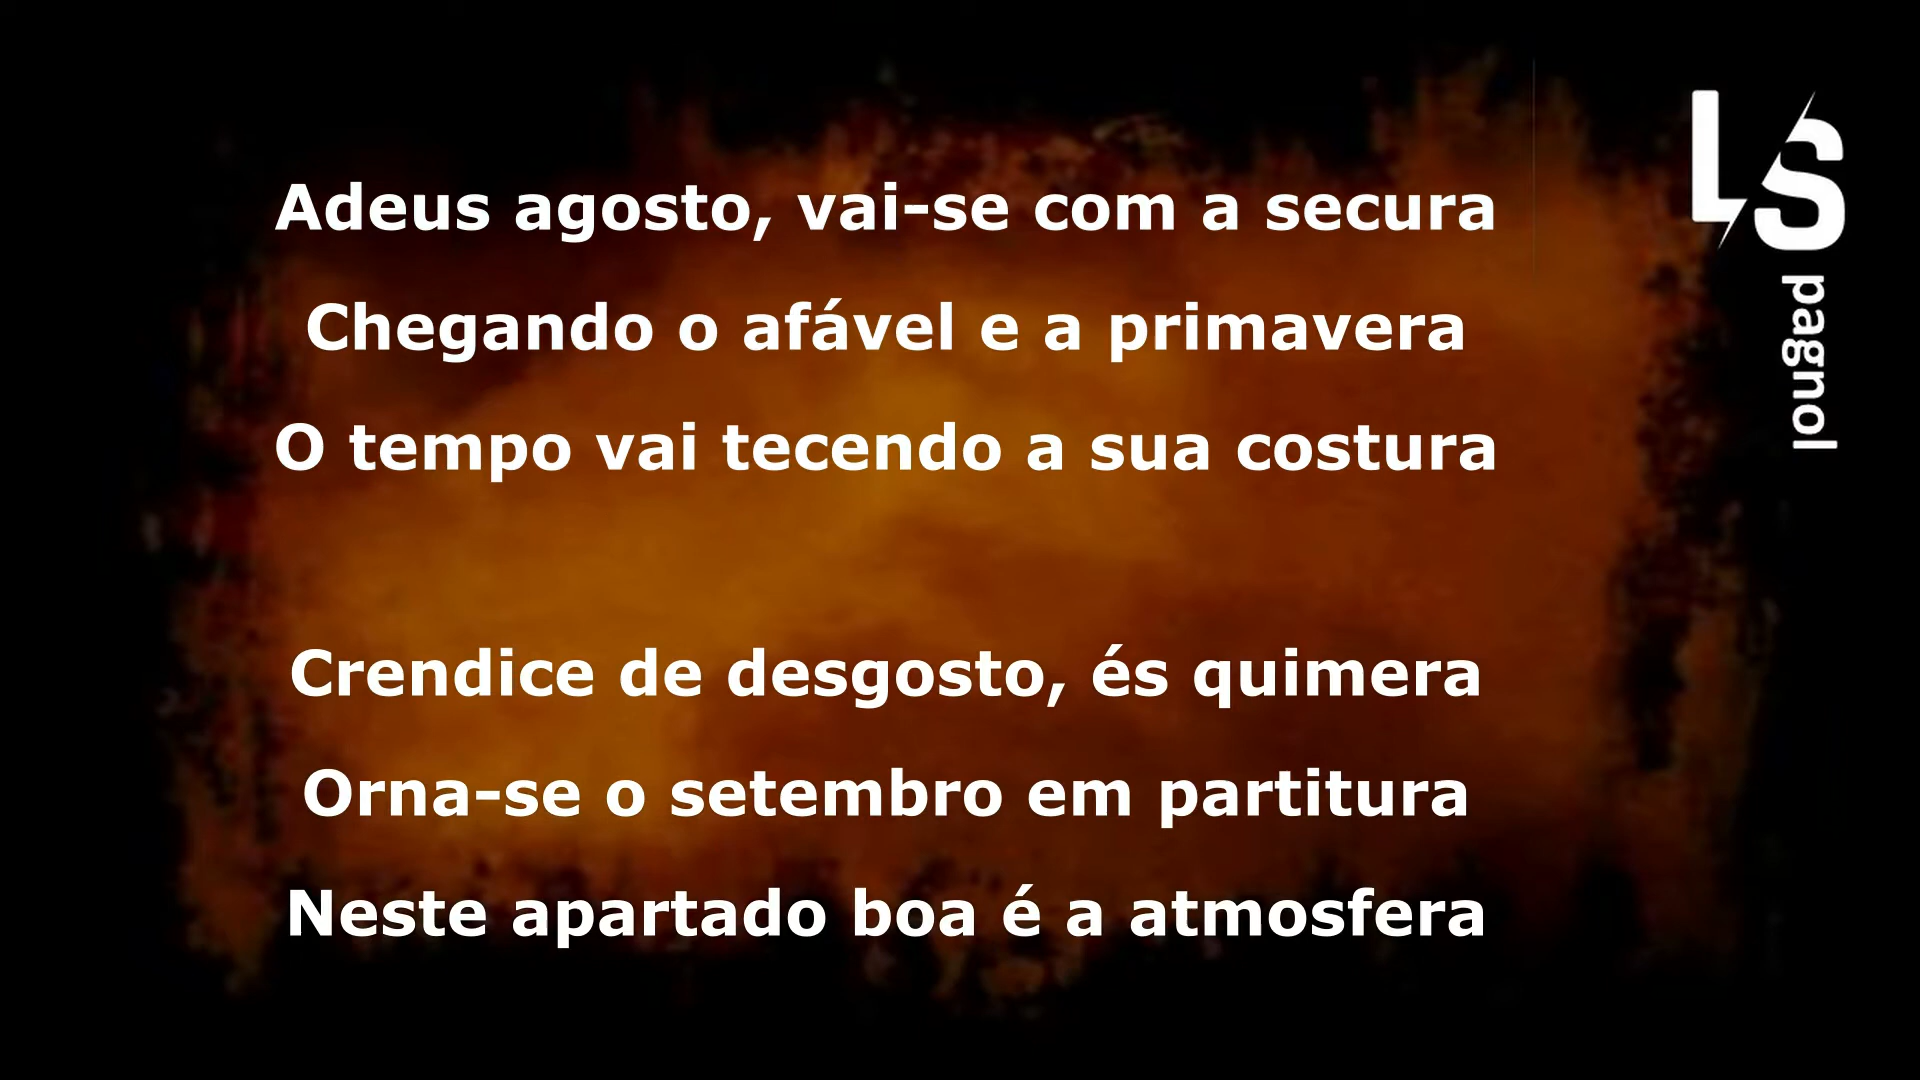 Adeus agosto, vai-se com a secura
Chegando o afável e a primavera
O tempo vai tecendo a sua costura
Crendice de desgosto, és quimera
Orna-se o setembro em partitura
Neste apartado boa é a atmosfera
LS
pagnol